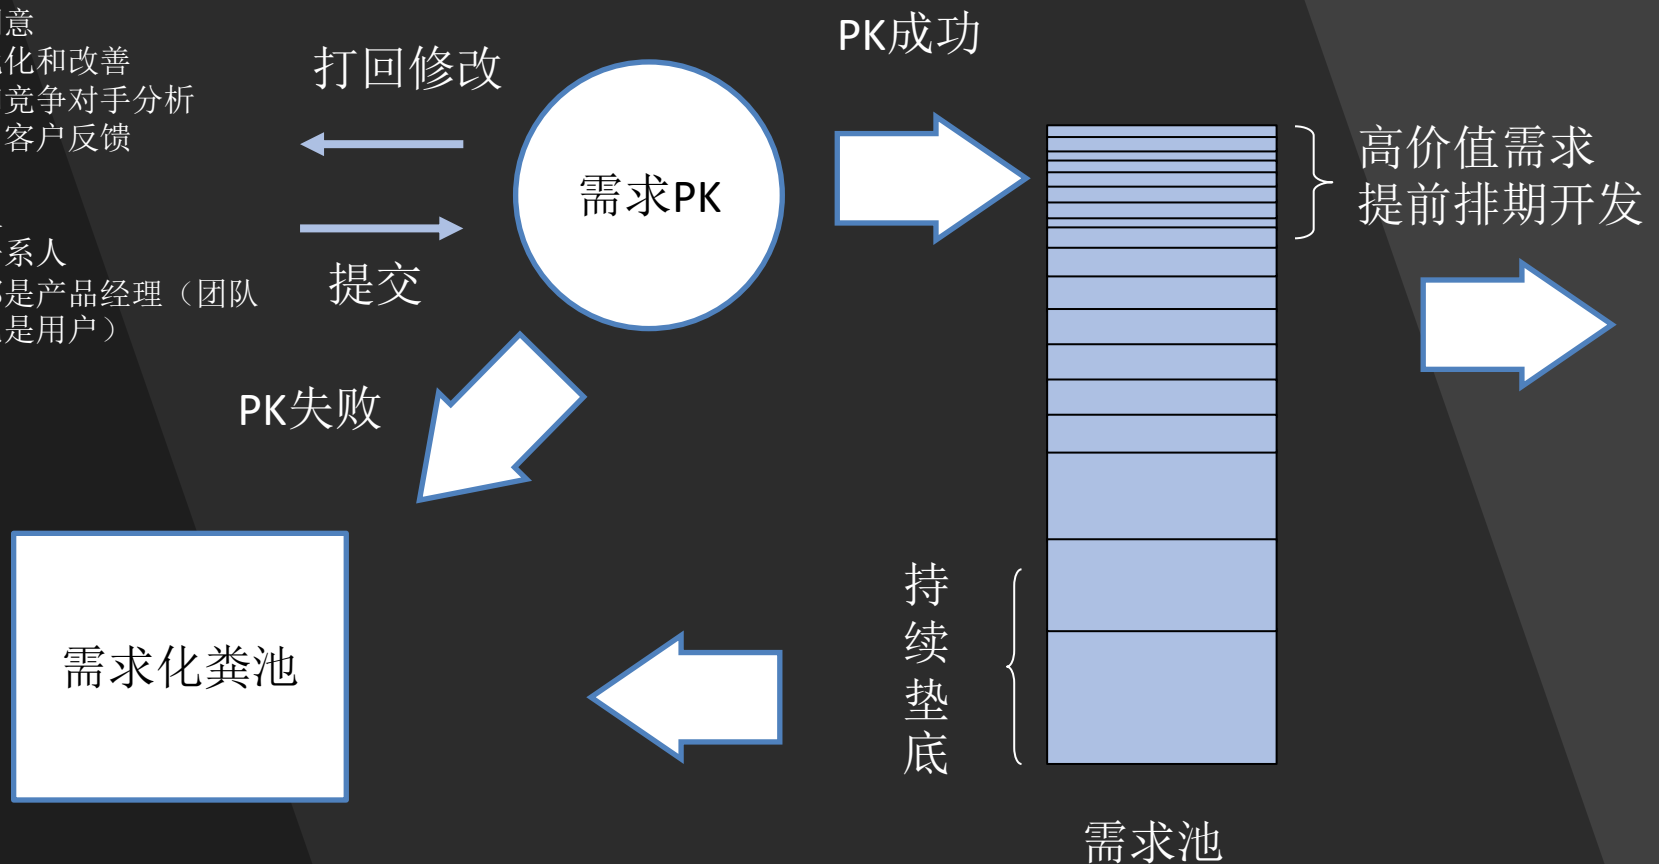 意
化和改善
竞争对手分析
客户反馈
系人
是产品经理（团队
是用户）
打回修改
提交
需求PK
PK成功
PK失败
高价值需求
提前排期开发
持
续
垫
底
需求化粪池
需求池